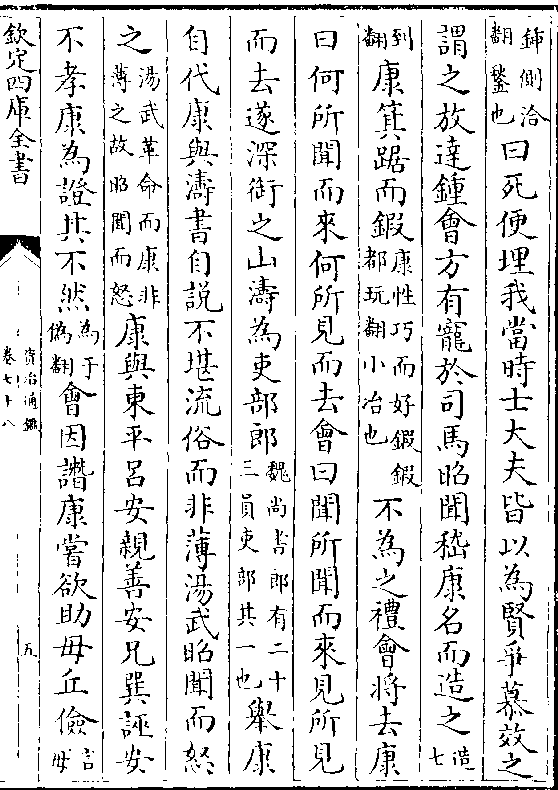 鍤側洽
翻鍫也曰死便埋我當時士大夫皆以為賢爭慕效之
謂之放達鍾會方有寵於司馬昭聞嵇康名而造之造七
到
翻康箕踞而鍛康性巧而好鍛鍛
都玩翻小冶也不為之禮會將去康
曰何所聞而來何所見而去會曰聞所聞而來見所見
而去遂深銜之山濤為吏部郎魏尚書郎有二十
三員吏部其一也舉康
自代康與濤書自說不堪流俗而非薄湯武昭聞而怒
之湯武革命而康非
薄之故昭聞而怒康與東平呂安親善安兄巽誣安
不孝康為證其不然為于
偽翻會因譖康嘗欲助毋丘儉言
毋
欽定四庫全書
資治通鑑
卷七十八
五